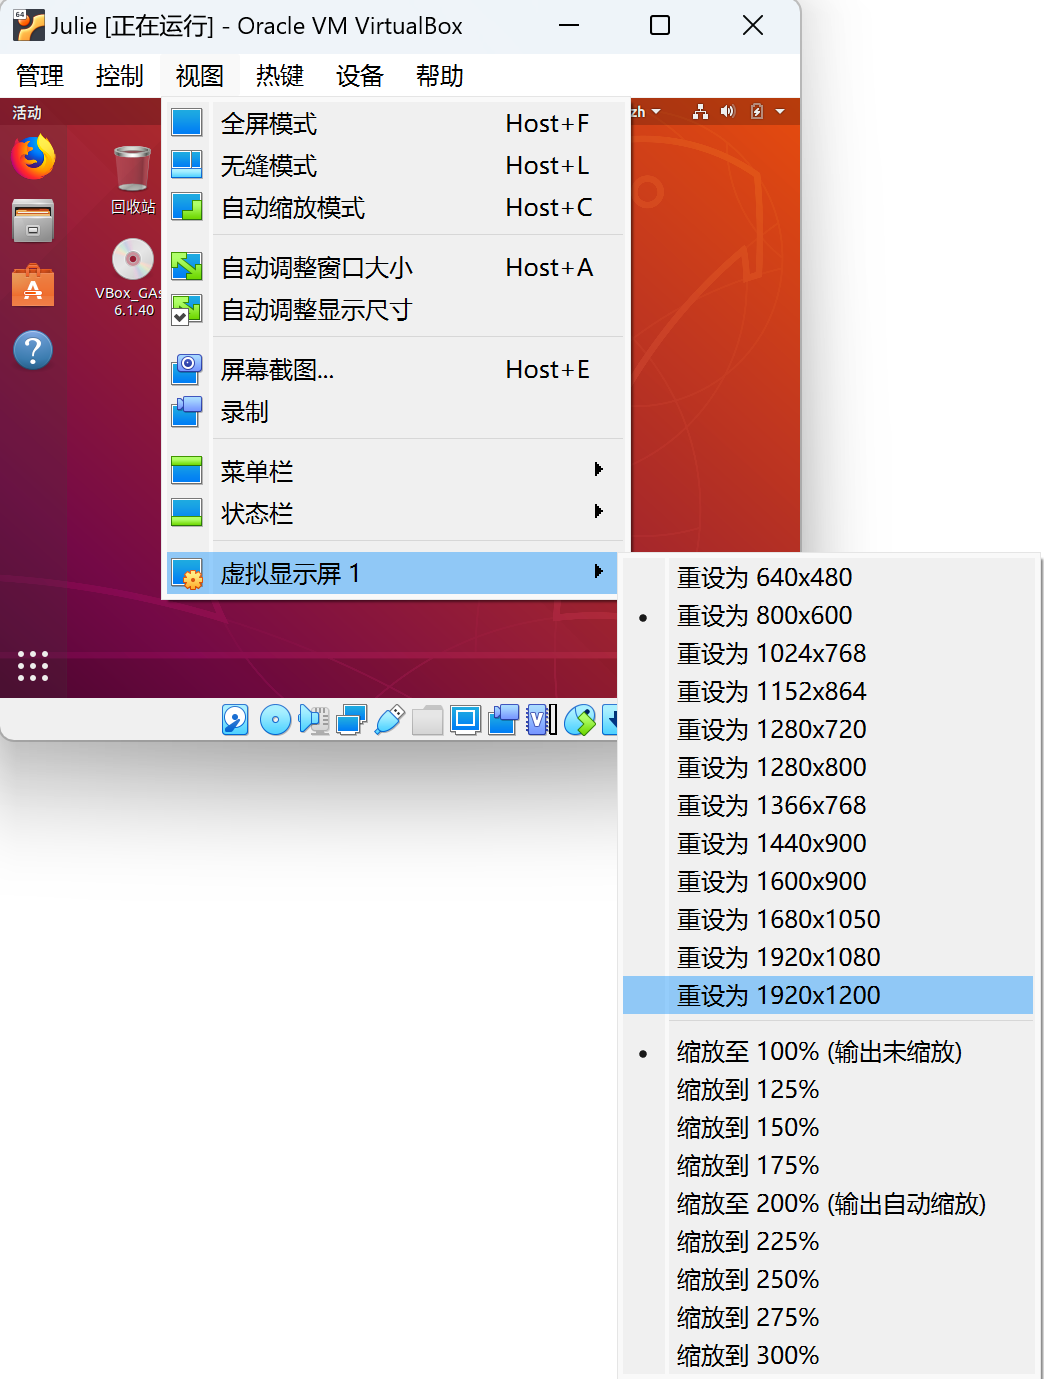 64
Julie [正在运行] - Oracle VM VirtualBox
管理 控制 视图 热键 设备 帮助
活动
zh
回收站
VBox_GAs
6.1.40
全屏模式 Host+F
无缝模式 Host+L
自动缩放模式 Host+C
自动调整窗口大小 Host+A
自动调整显示尺寸
屏幕截图... Host+E
录制
菜单栏
状态栏
虚拟显示屏 1
重设为 640x480
重设为 800x600
重设为 1024x768
重设为 1152x864
重设为 1280x720
重设为 1280x800
重设为 1366x768
重设为 1440x900
重设为 1600x900
重设为 1680x1050
重设为 1920x1080
重设为 1920x1200
缩放至 100% (输出未缩放)
缩放到 125%
缩放到 150%
缩放到 175%
缩放至 200% (输出自动缩放)
缩放到 225%
缩放到 250%
缩放到 275%
缩放到 300%